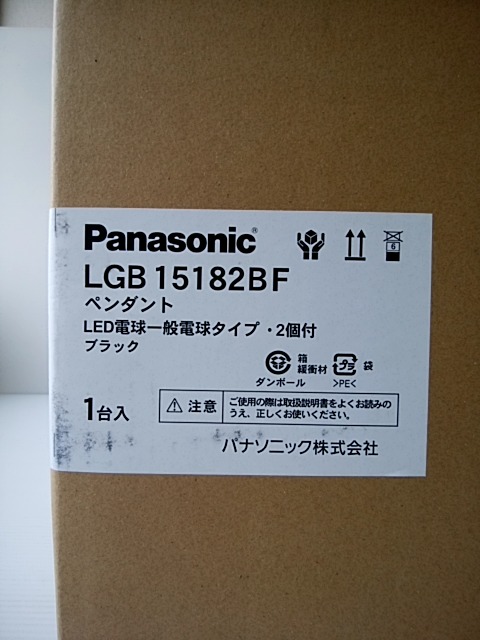 Panasonic®
LGB 15182BF
ペンダント
LED電球一般電球タイプ・2個付
ブラック
6
箱
緩衝材
ダンボール
プラ
袋
>PE<
1台入
注意
ご使用の際は取扱説明書をよくお読みの
うえ、正しくお使いください。
パナソニック株式会社